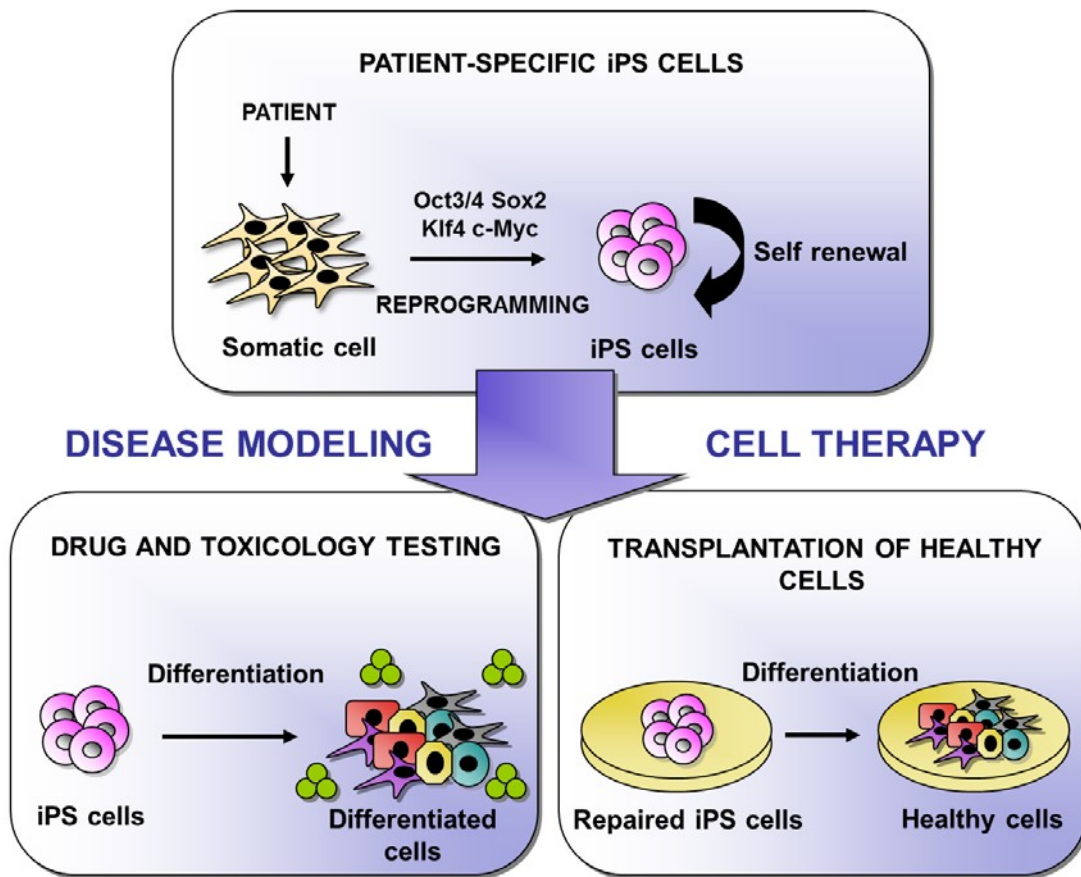 PATIENT-SPECIFIC iPS CELLS
PATIENT
Oct3/4 Sox2
Klf4 c-Myc
REPROGRAMMING
Somatic cell
iPS cells
Self renewal
DISEASE MODELING
CELL THERAPY
DRUG AND TOXICOLOGY TESTING
Differentiation
iPS cells
Differentiated
cells
TRANSPLANTATION OF HEALTHY
CELLS
Differentiation
Repaired iPS cells
Healthy cells